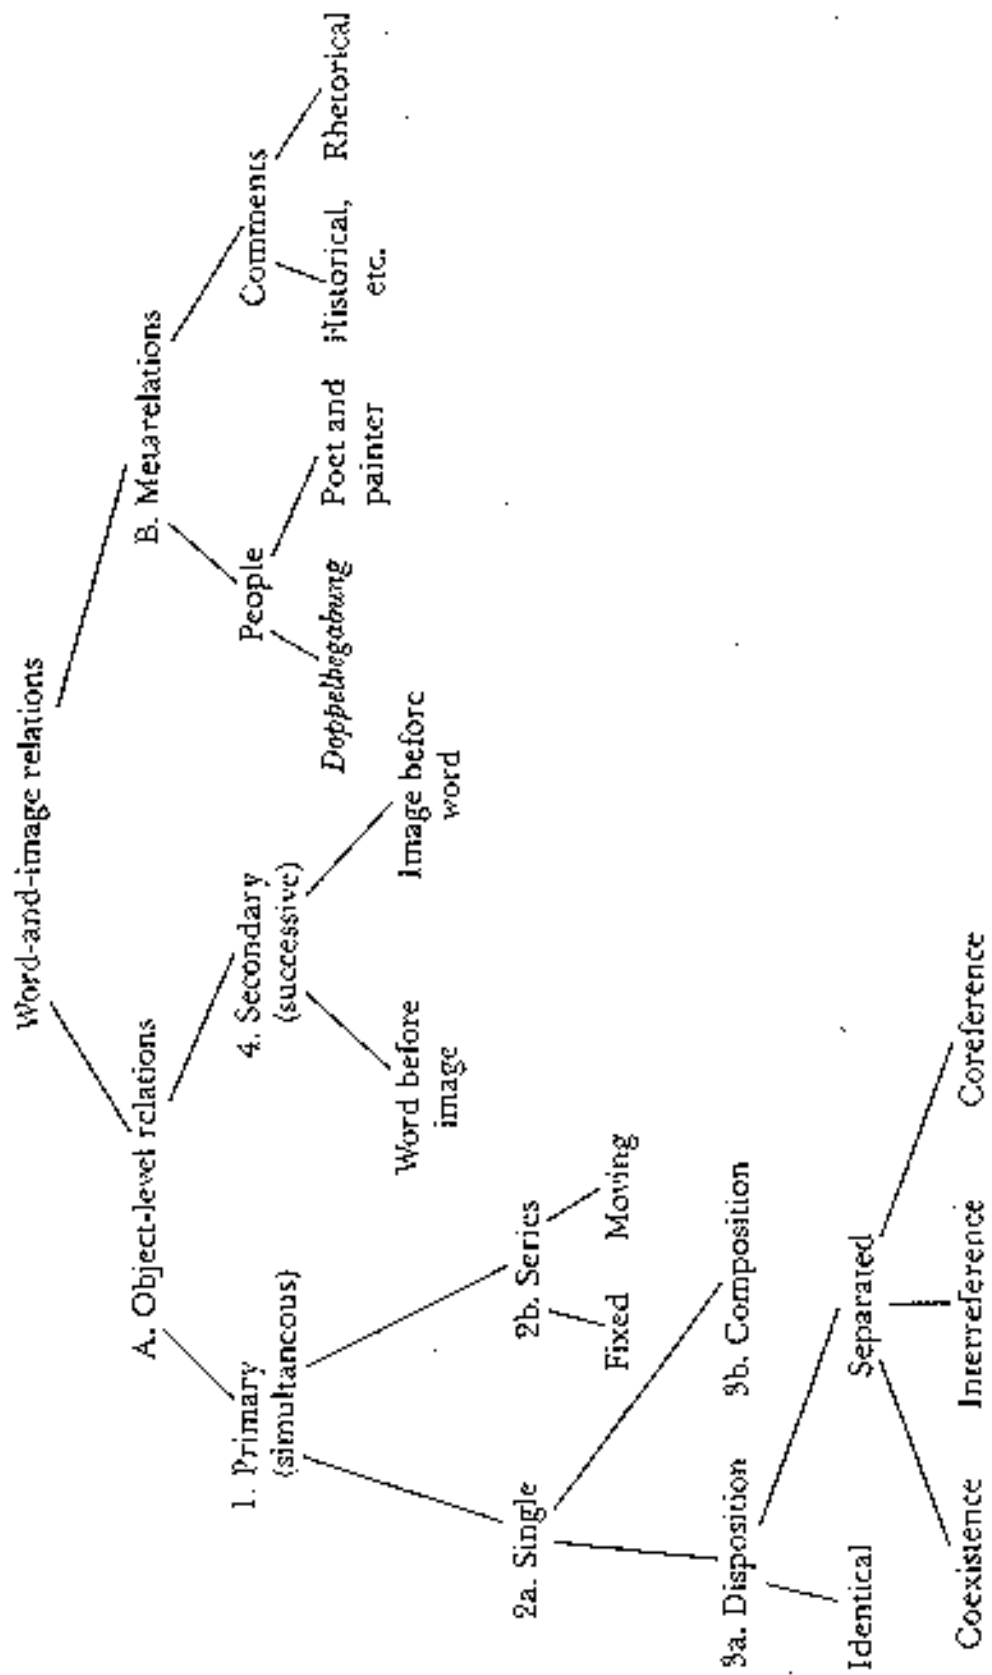 Word-and-image relations
A. Object-level relations
B. Metarelations
1. Primary
(simultaneous)
4. Secondary
(successive)
People
Comments
Word before
image
Image before
word
Doppelbegabung
Poet and
painter
Historical,
etc.
Rhetorical
2a. Single
2b. Series
Fixed
Moving
3a. Disposition
3b. Composition
Identical
Separated
Coexistence
Interreference
Coreference